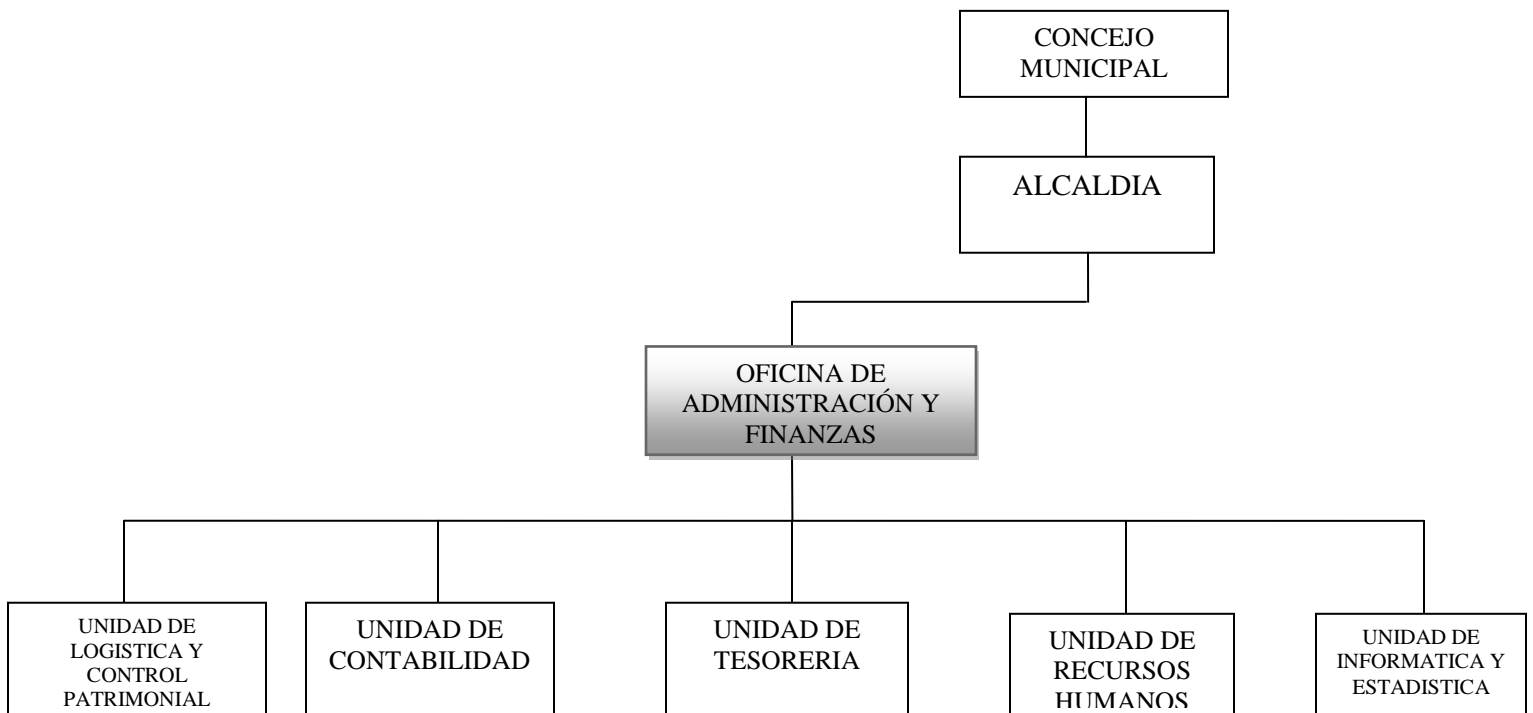 CONCEJO
MUNICIPAL
ALCALDIA
OFICINA DE
ADMINISTRACIÓN Y
FINANZAS
UNIDAD DE
LOGISTICA Y
CONTROL
PATRIMONIAL
UNIDAD DE
CONTABILIDAD
UNIDAD DE
TESORERIA
UNIDAD DE
RECURSOS
HUMANOS
UNIDAD DE
INFORMATICA Y
ESTADISTICA